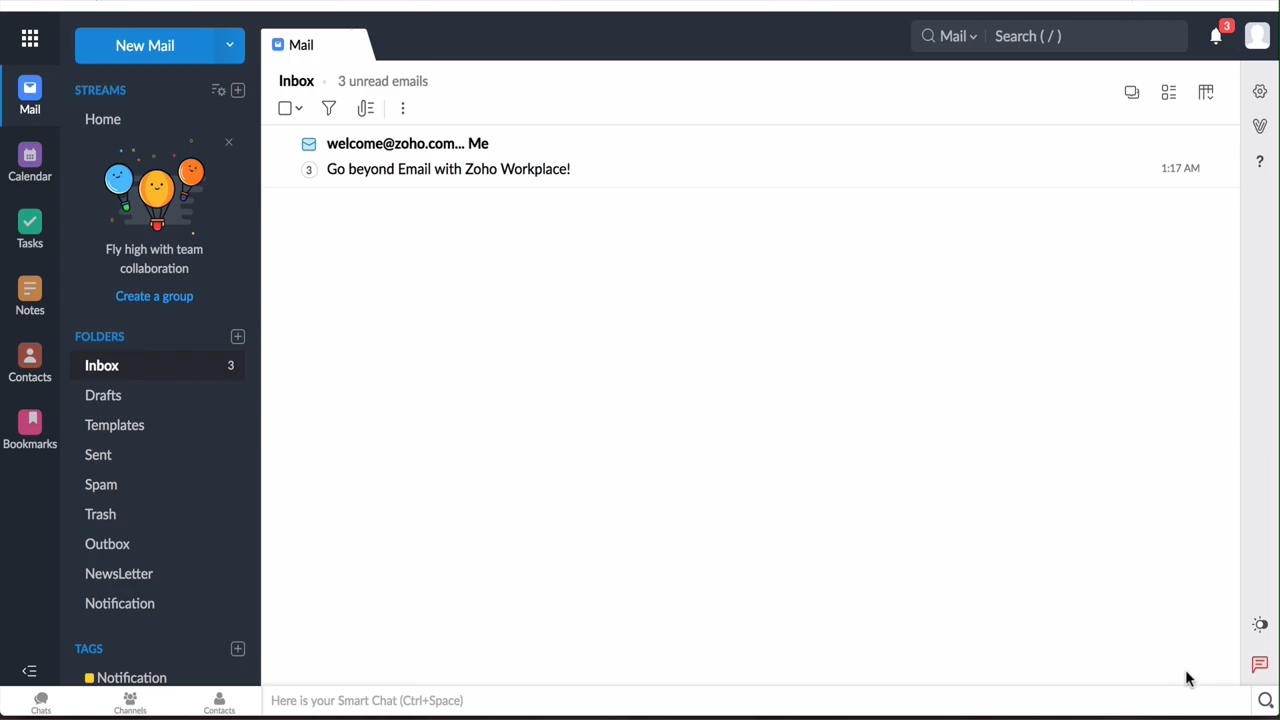 New Mail
Mail
Mail
Search ( / )
3
Mail
Calendar
Tasks
Notes
Contacts
Bookmarks
STREAMS
Home
Fly high with team
collaboration
Create a group
FOLDERS
Inbox 3
Drafts
Templates
Sent
Spam
Trash
Outbox
NewsLetter
Notification
TAGS
Notification
Inbox 3 unread emails
welcome@zoho.com... Me
3 Go beyond Email with Zoho Workplace! 1:17 AM
?
Chats
Channels
Contacts
Here is your Smart Chat (Ctrl+Space)